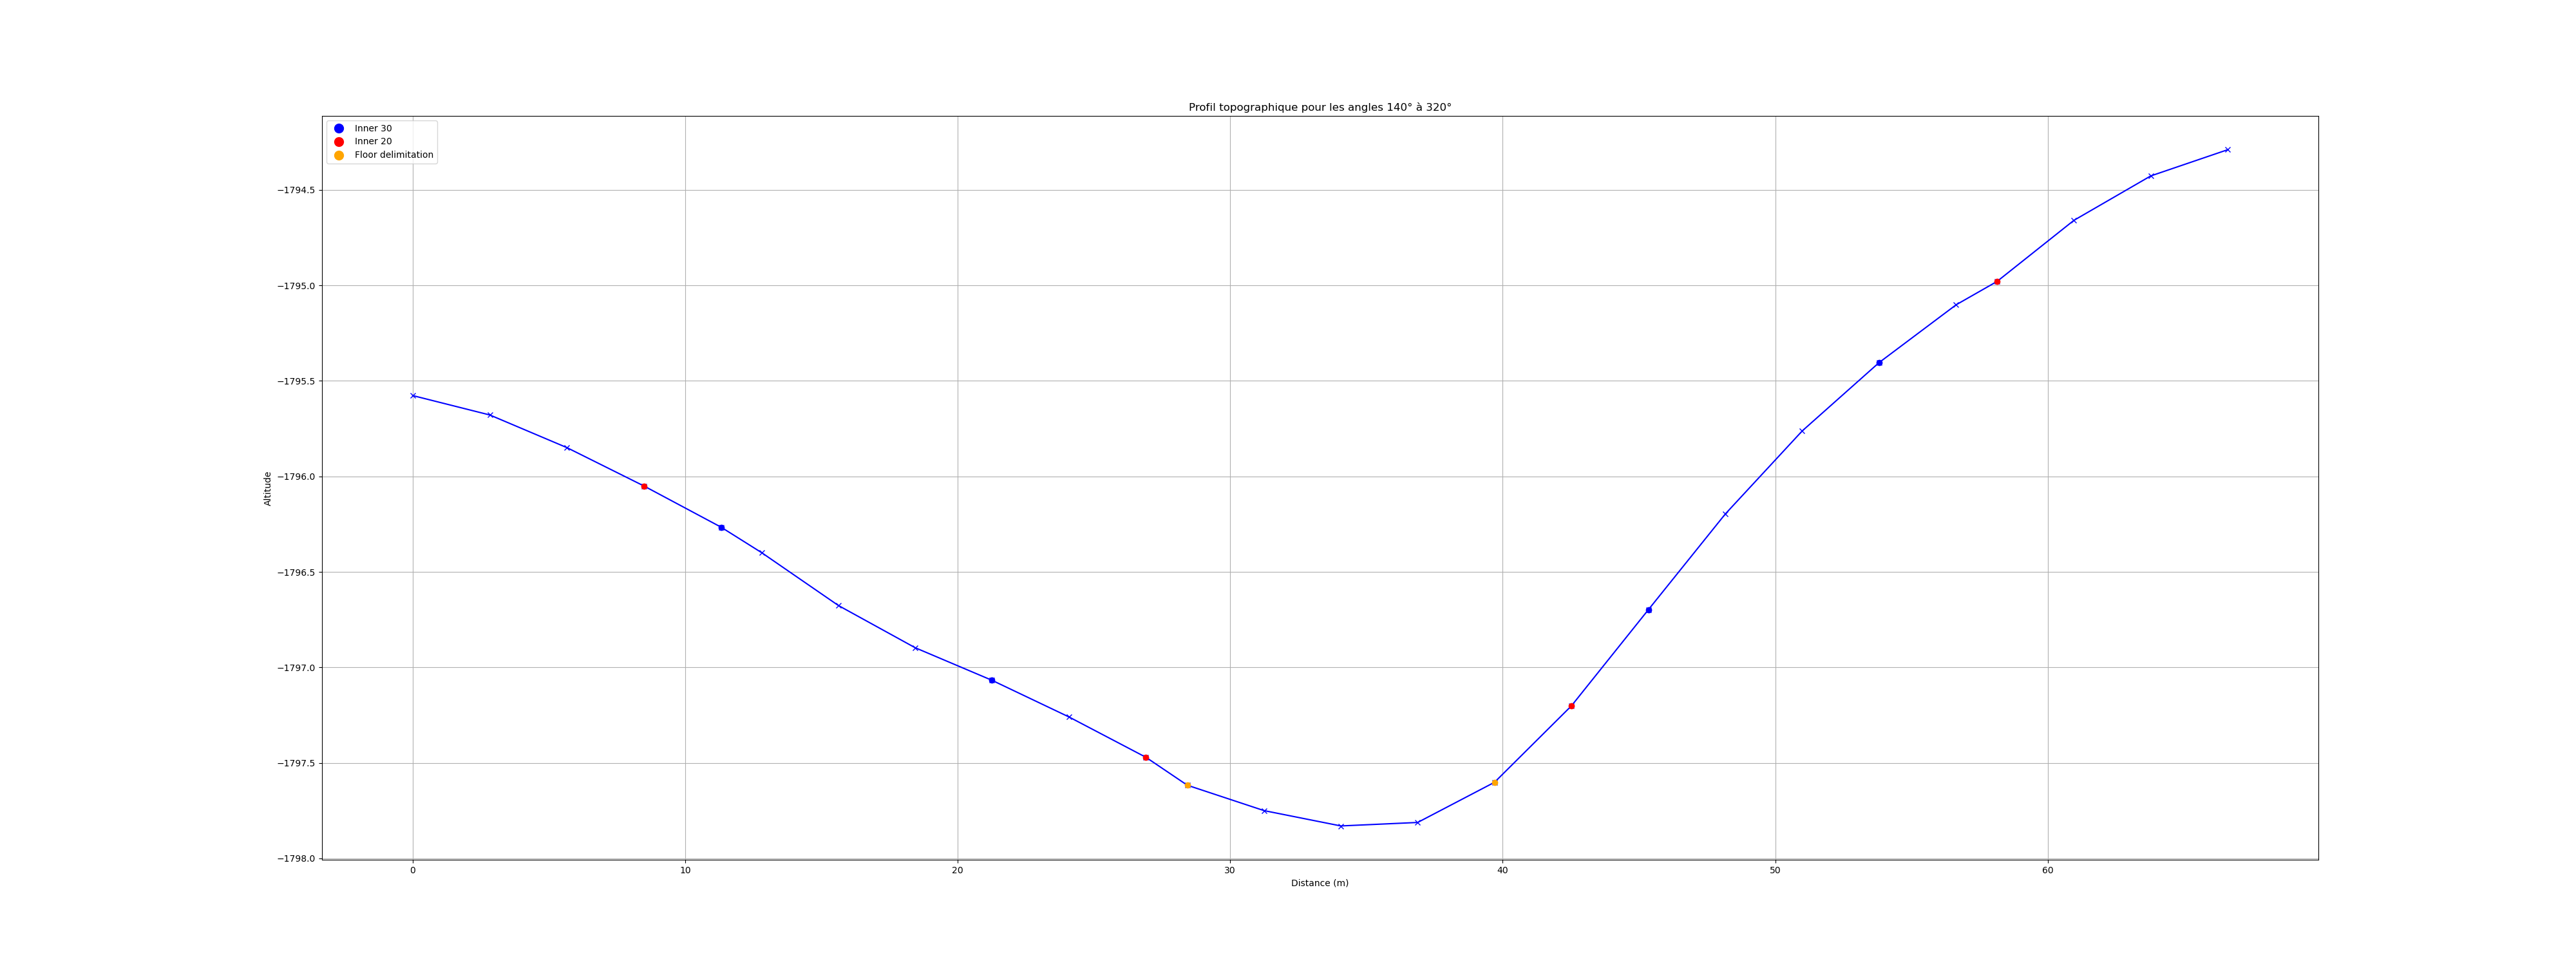 Profil topographique pour les angles 140° à 320°
Inner 30
Inner 20
Floor delimitation
−1794.5
−1795.0
−1795.5
−1796.0
−1796.5
−1797.0
−1797.5
−1798.0
Altitude
0 10 20 30 40 50 60
Distance (m)